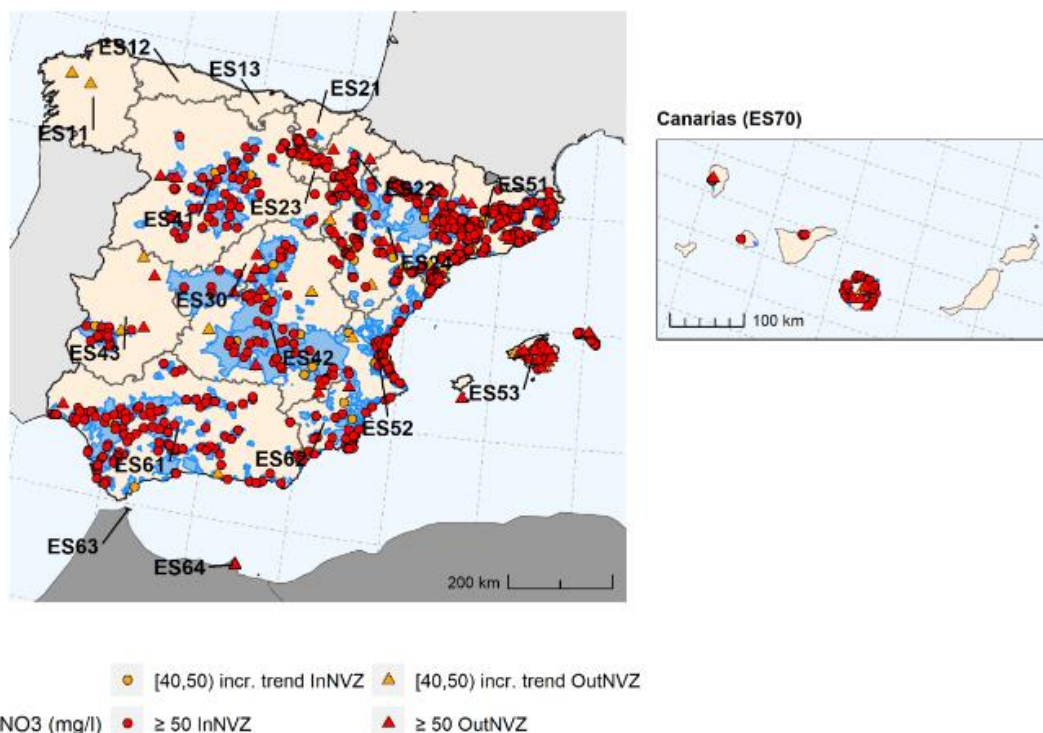 ES12
ES13
ES21
ES11
Canarias (ES70)
ES22
ES51
ES41
ES23
ES24
ES30
100 km
ES43
ES42
ES53
ES52
ES61
ES62
ES63
ES64
200 km
[40,50) incr. trend InNVZ
[40,50) incr. trend OutNVZ
NO3 (mg/l)
≥ 50 InNVZ
≥ 50 OutNVZ